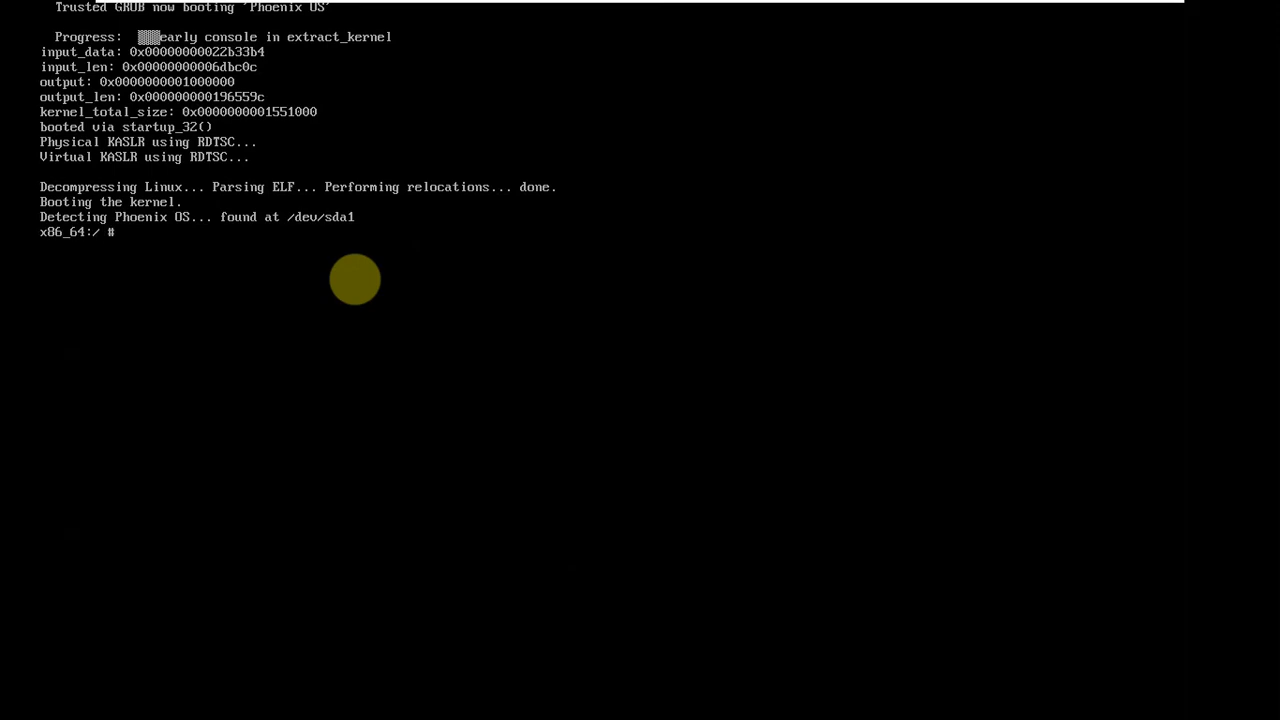 Trusted GRUB now booting 'Phoenix OS'
Progress: ▒▒▒early console in extract_kernel
input_data: 0x00000000022b33b4
input_len: 0x00000000006dbc0c
output: 0x0000000001000000
output_len: 0x000000000196559c
kernel_total_size: 0x0000000001551000
booted via startup_32()
Physical KASLR using RDTSC...
Virtual KASLR using RDTSC...
Decompressing Linux... Parsing ELF... Performing relocations... done.
Booting the kernel.
Detecting Phoenix OS... found at /dev/sda1
x86_64:/ #